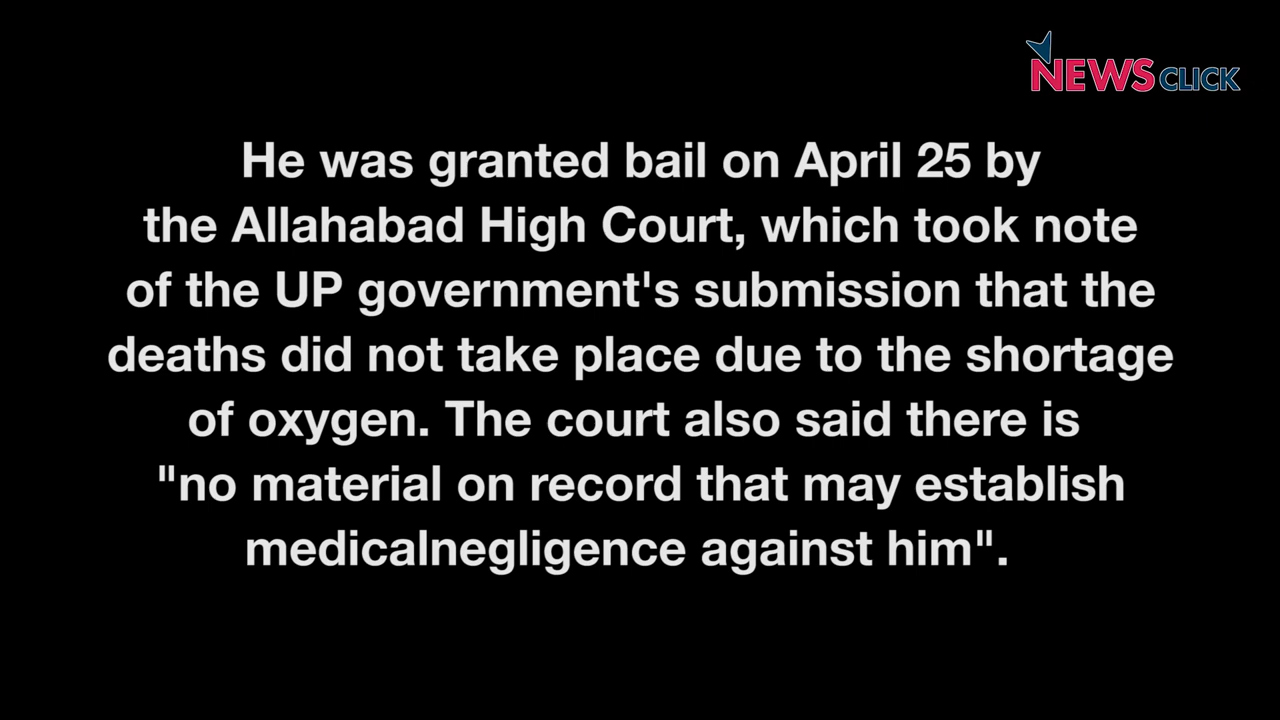 NEWSCLICK
He was granted bail on April 25 by
the Allahabad High Court, which took note
of the UP government's submission that the
deaths did not take place due to the shortage
of oxygen. The court also said there is
"no material on record that may establish
medicalnegligence against him".